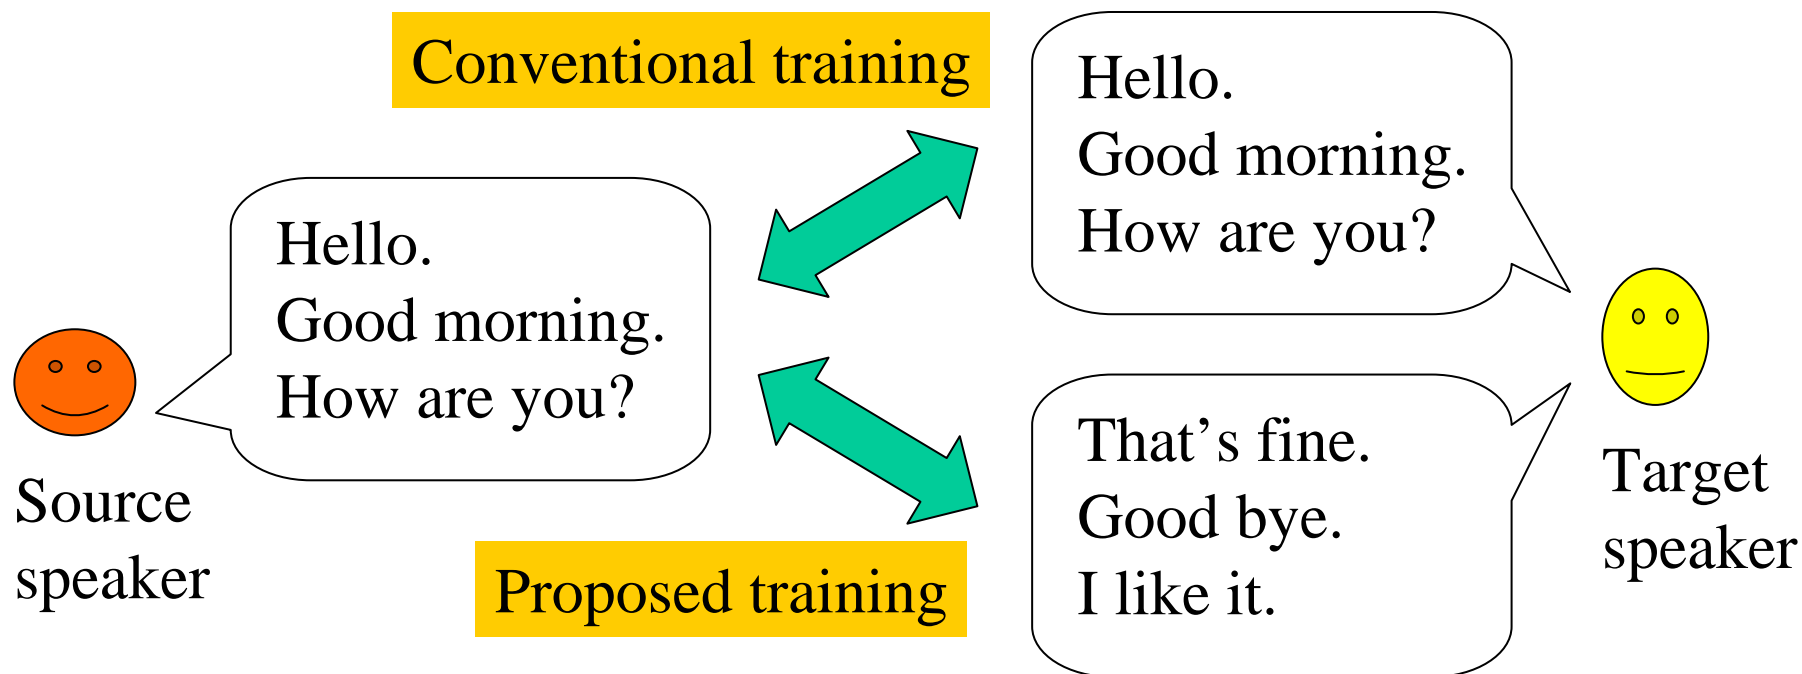 Conventional training
Hello.
Good morning.
How are you?
Hello.
Good morning.
How are you?
Source
speaker
That’s fine.
Good bye.
I like it.
Target
speaker
Proposed training